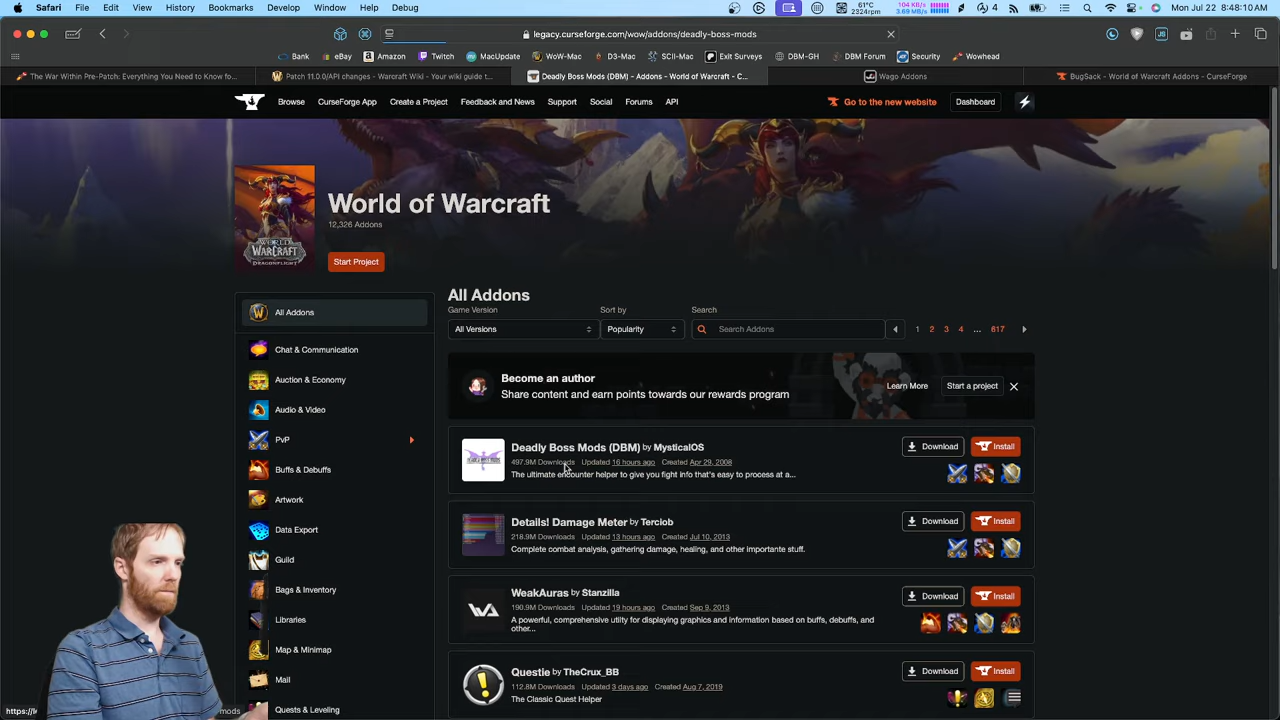 Safari File Edit View History Bookmarks Develop Window Help Debug 61°C 2324rpm 104 KB/s 3.69 MB/s 4 Mon Jul 22 8:48:10 AM
legacy.curseforge.com/wow/addons/deadly-boss-mods
Bank eBay Amazon Twitch MacUpdate WoW-Mac D3-Mac SCII-Mac Exit Surveys DBM-GH DBM Forum Security Wowhead
The War Within Pre-Patch: Everything You Need to Know fo... Patch 11.0.0/API changes - Warcraft Wiki - Your wiki guide t... Deadly Boss Mods (DBM) - Addons - World of Warcraft - C... Wago Addons BugSack - World of Warcraft Addons - CurseForge
Browse CurseForge App Create a Project Feedback and News Support Social Forums API Go to the new website Dashboard
World of Warcraft
12,326 Addons
WORLD OF WARCRAFT DRAGONFLIGHT
Start Project
All Addons
Chat & Communication
Auction & Economy
Audio & Video
PvP
Buffs & Debuffs
Artwork
Data Export
Guild
Bags & Inventory
Libraries
Map & Minimap
Mail
Quests & Leveling
All Addons
Game Version Sort by Search
All Versions Popularity Search Addons 1 2 3 4 ... 617
Become an author
Share content and earn points towards our rewards program
Learn More Start a project
Deadly Boss Mods (DBM) by MysticalOS Download Install
497.9M Downloads Updated 16 hours ago Created Apr 29, 2008
The ultimate encounter helper to give you fight info that's easy to process at a...
Details! Damage Meter by Terciob Download Install
218.9M Downloads Updated 13 hours ago Created Jul 10, 2013
Complete combat analysis, gathering damage, healing, and other importante stuff.
WeakAuras by Stanzilla Download Install
190.9M Downloads Updated 19 hours ago Created Sep 9, 2013
A powerful, comprehensive utility for displaying graphics and information based on buffs, debuffs, and
other...
Questie by TheCrux_BB Download Install
112.8M Downloads Updated 3 days ago Created Aug 7, 2019
The Classic Quest Helper